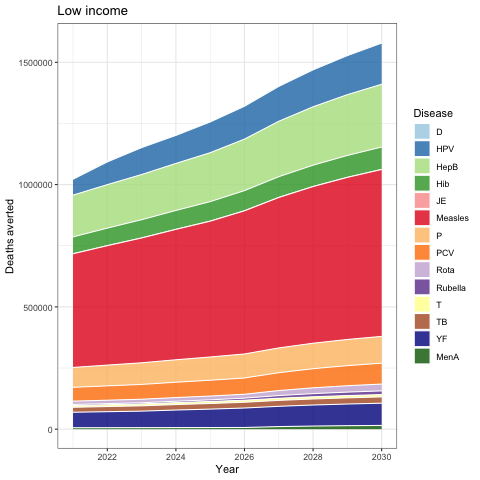 Low income
Deaths averted
1500000
1000000
500000
0
2022
2024
2026
2028
2030
Year
Disease
D
HPV
HepB
Hib
JE
Measles
P
PCV
Rota
Rubella
T
TB
YF
MenA